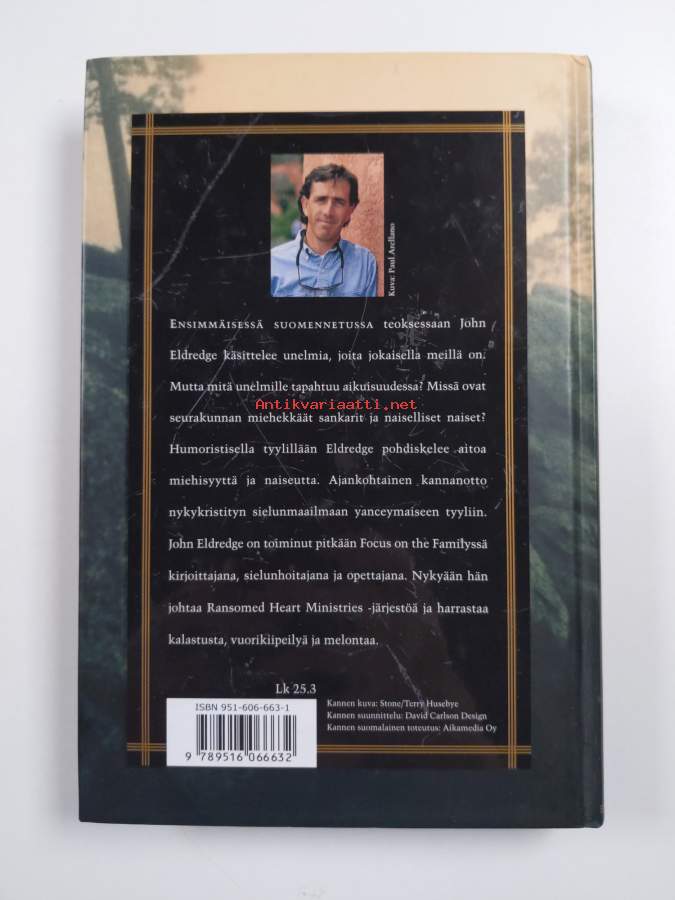 Kuva: Paul Arellano
ENSIMMÄISESSÄ SUOMENNETUSSA teoksessaan John
Eldredge käsittelee unelmia, joita jokaisella meillä on.
Mutta mitä unelmille tapahtuu aikuisuudessa? Missä ovat
Antikvariaatti.net
seurakunnan miehekkäät sankarit ja naiselliset naiset?
Humoristisella tyylillään Eldredge pohdiskelee aitoa
miehisyyttä ja naiseutta. Ajankohtainen kannanotto
nykykristityn sielunmaailmaan yanceymaiseen tyyliin.
John Eldredge on toiminut pitkään Focus on the Familyssä
kirjoittajana, sielunhoitajana ja opettajana. Nykyään hän
johtaa Ransomed Heart Ministries -järjestöä ja harrastaa
kalastusta, vuorikiipeilyä ja melontaa.
Lk 25.3
ISBN 951-606-663-1
9 789516 066632
Kannen kuva: Stone/Terry Husebye
Kannen suunnittelu: David Carlson Design
Kannen suomalainen toteutus: Aikamedia Oy